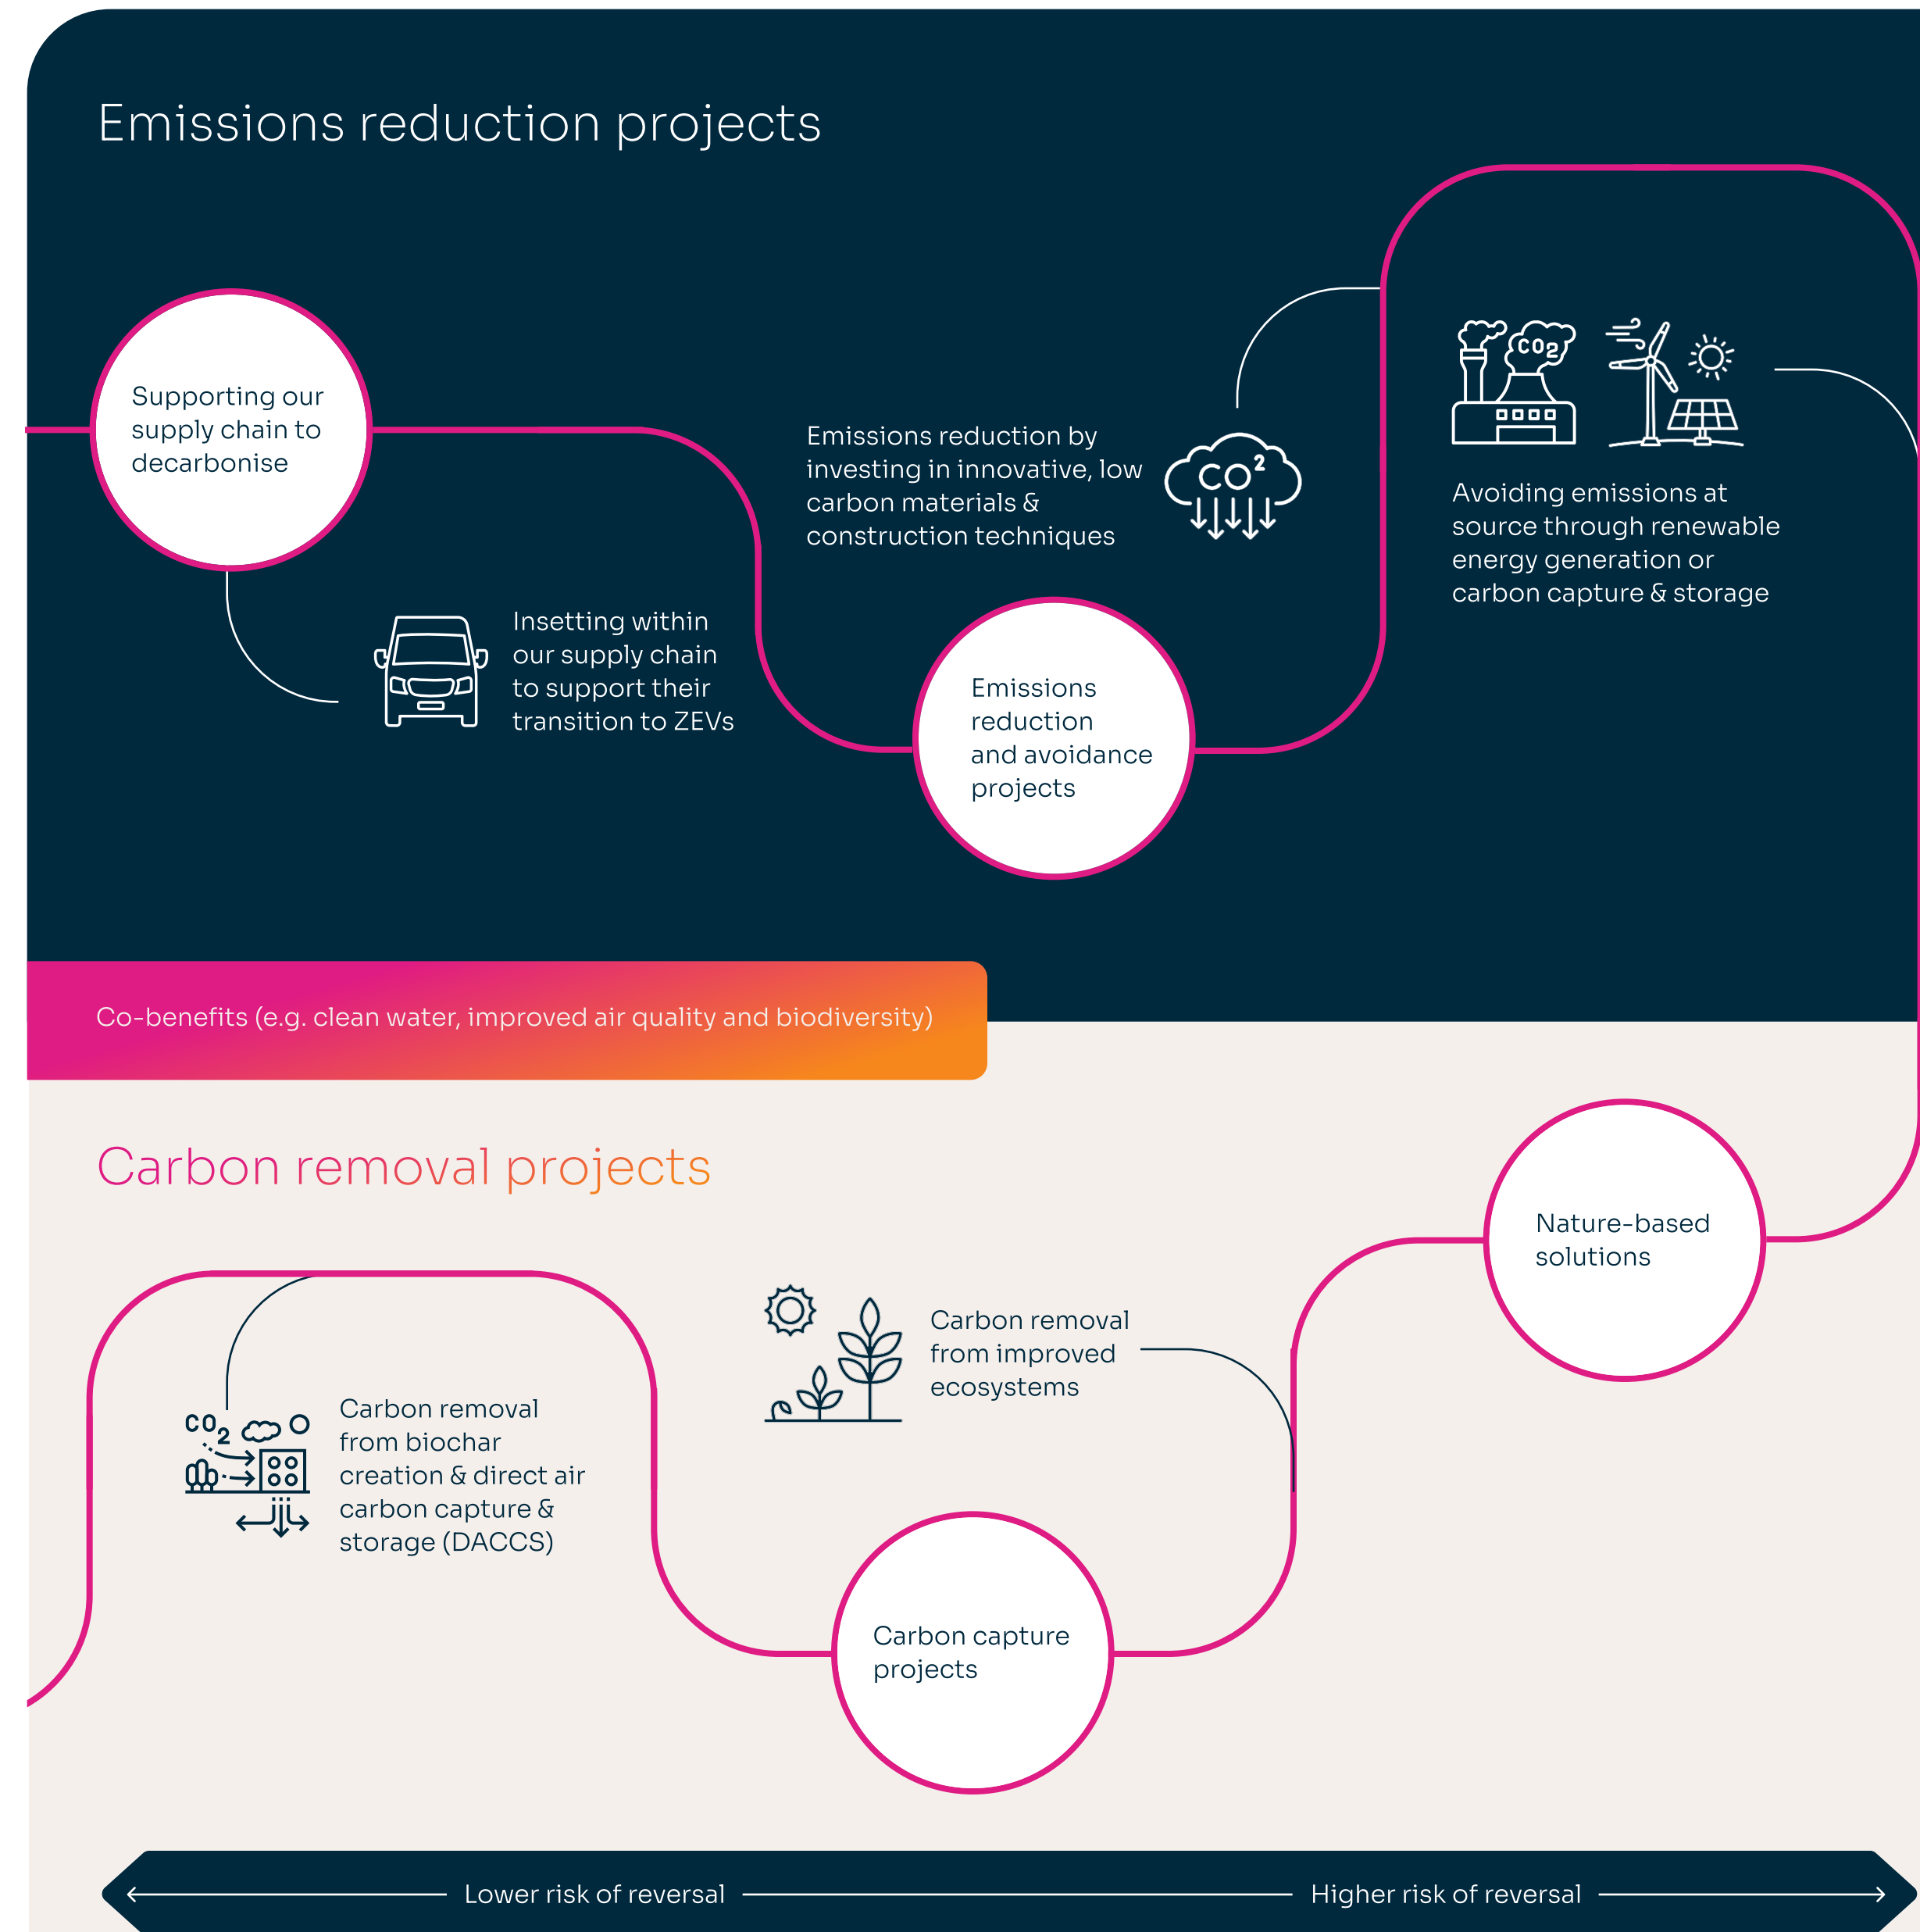 Emissions reduction projects
Supporting our
supply chain to
decarbonise
Insetting within
our supply chain
to support their
transition to ZEVs
Emissions reduction by
investing in innovative, low
carbon materials &
construction techniques
CO²
Emissions
reduction
and avoidance
projects
CO2
Avoiding emissions at
source through renewable
energy generation or
carbon capture & storage
Co-benefits (e.g. clean water, improved air quality and biodiversity)
Carbon removal projects
Nature-based
solutions
Carbon removal
from improved
ecosystems
Carbon capture
projects
CO₂
Carbon removal
from biochar
creation & direct air
carbon capture &
storage (DACCS)
Lower risk of reversal
Higher risk of reversal